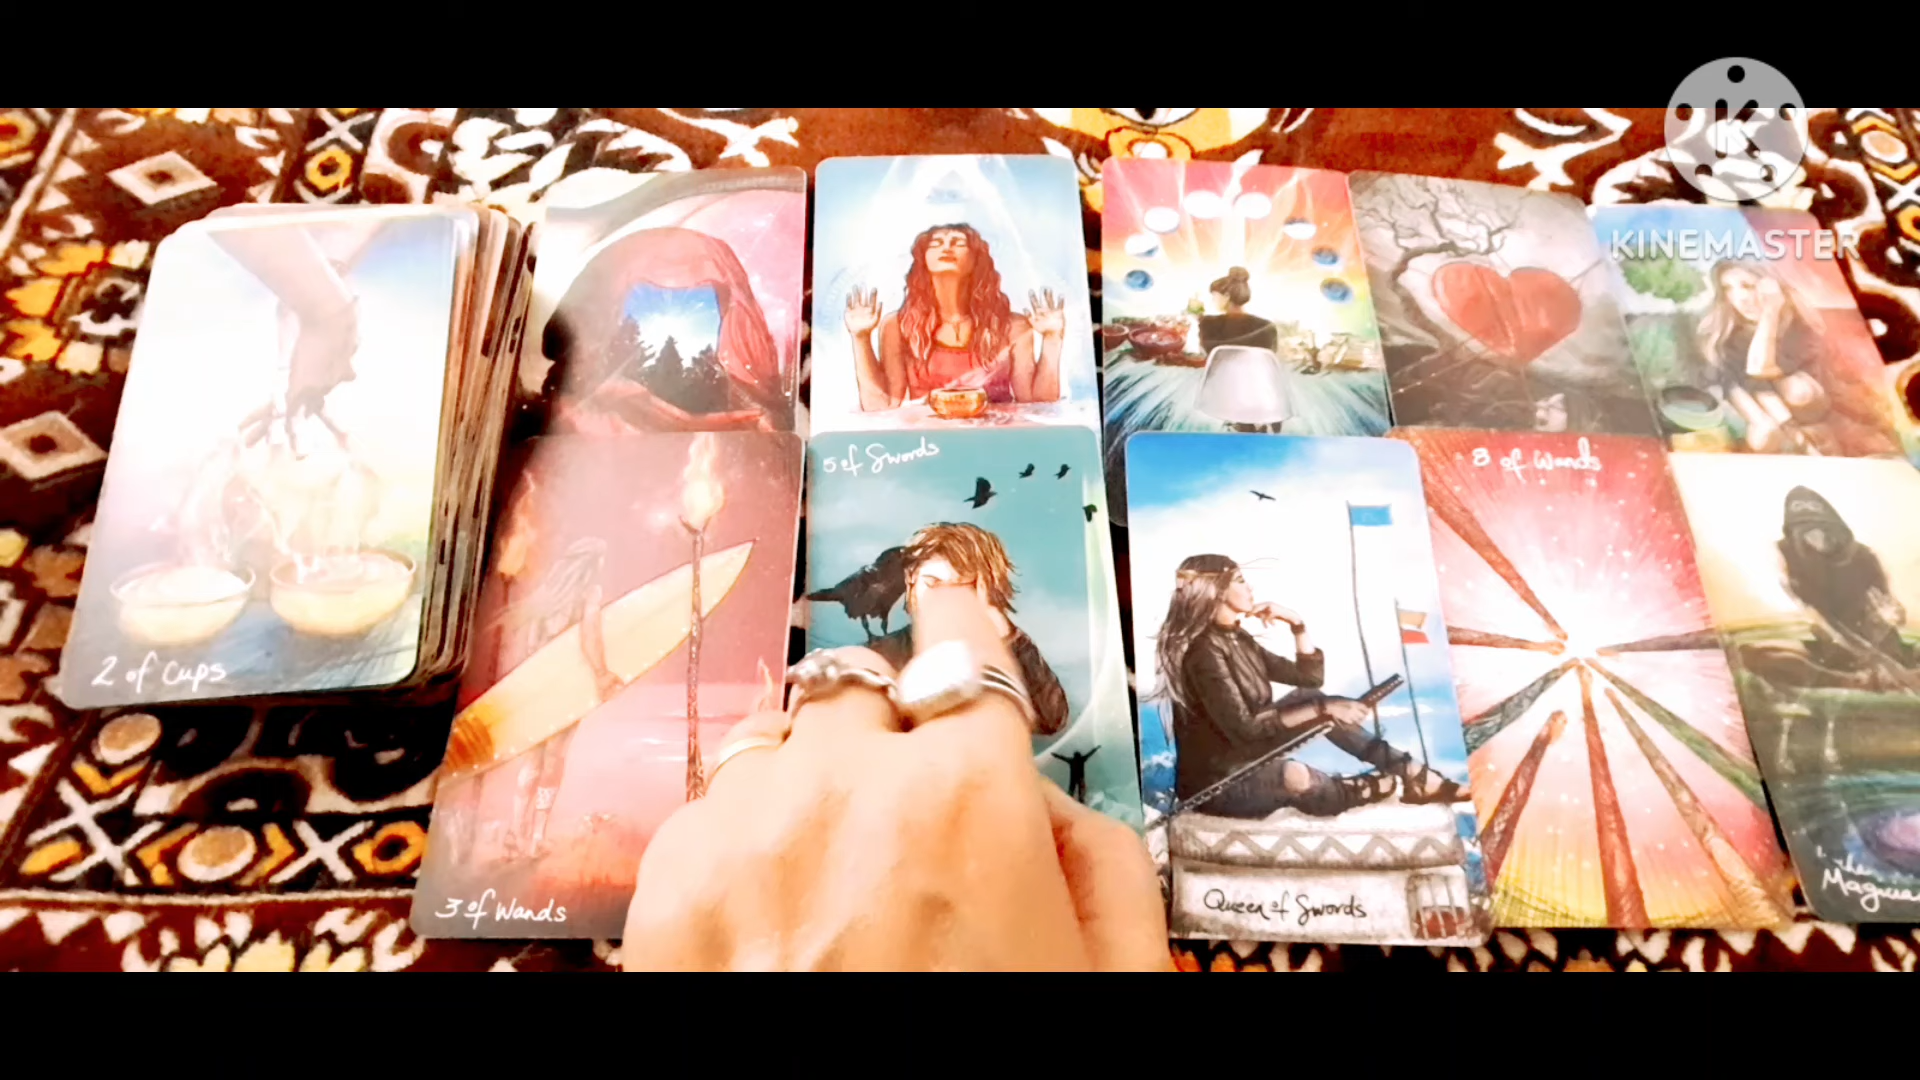 KINEMASTER
5 of Swords
8 of Wands
2 of Cups
3 of Wands
Queen of Swords